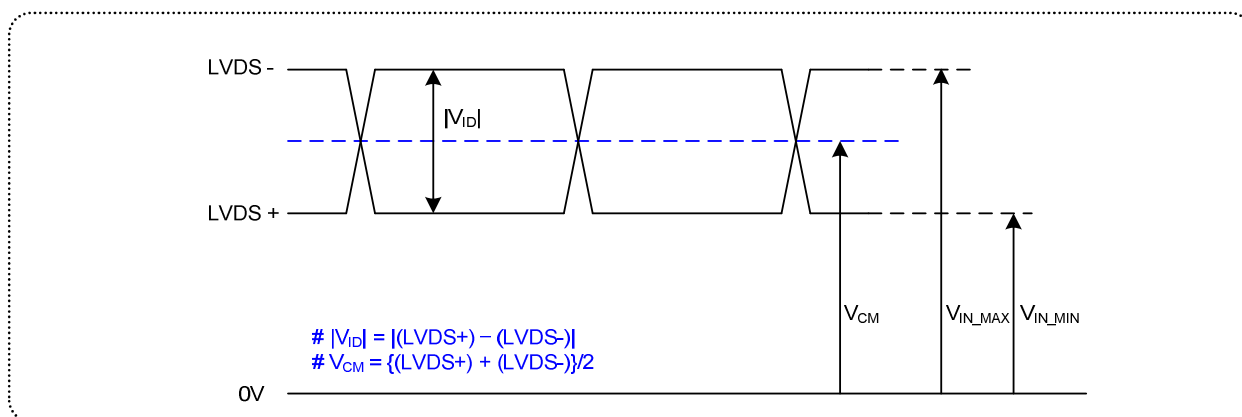 LVDS -
|VID|
LVDS +
VCM
VIN_MAX
VIN_MIN
# |VID| = |(LVDS+) – (LVDS-)|
# VCM = {(LVDS+) + (LVDS-)}/2
0V